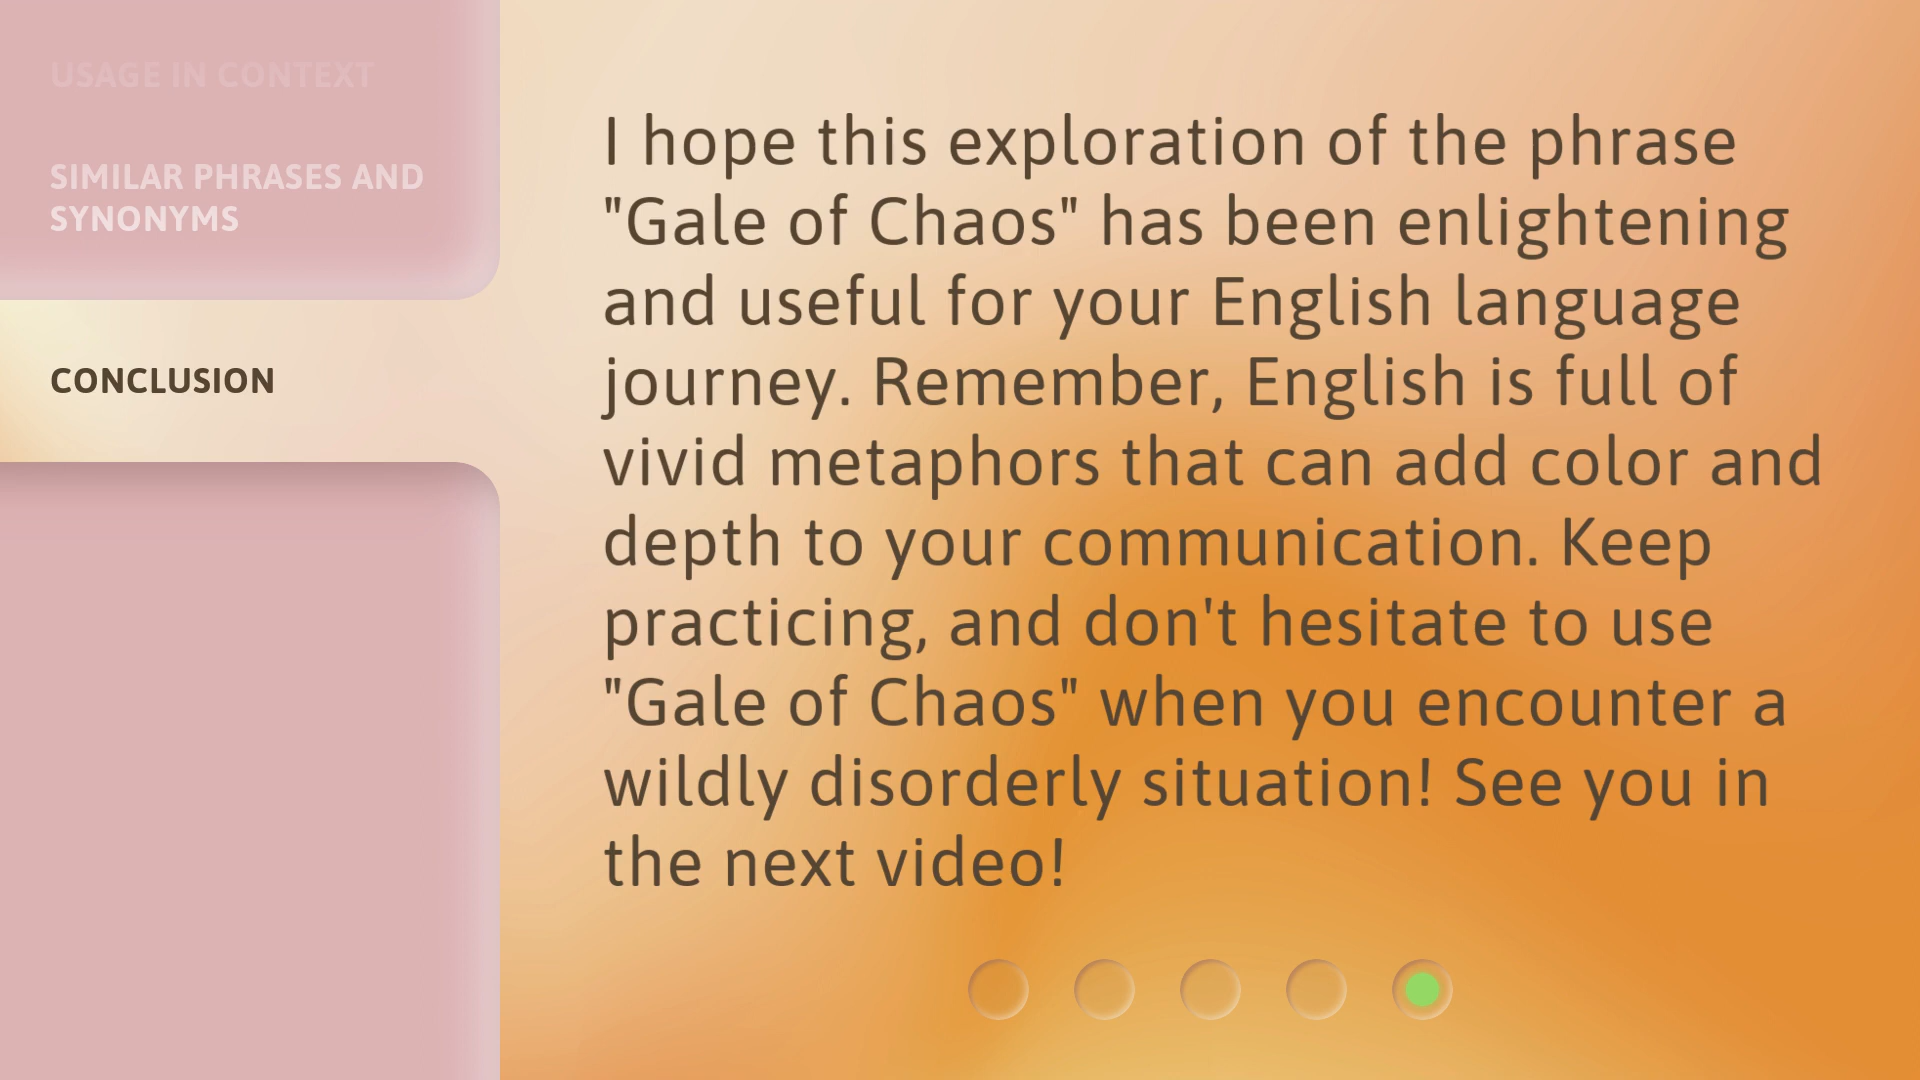 USAGE IN CONTEXT
SIMILAR PHRASES AND
SYNONYMS
CONCLUSION
I hope this exploration of the phrase
"Gale of Chaos" has been enlightening
and useful for your English language
journey. Remember, English is full of
vivid metaphors that can add color and
depth to your communication. Keep
practicing, and don't hesitate to use
"Gale of Chaos" when you encounter a
wildly disorderly situation! See you in
the next video!